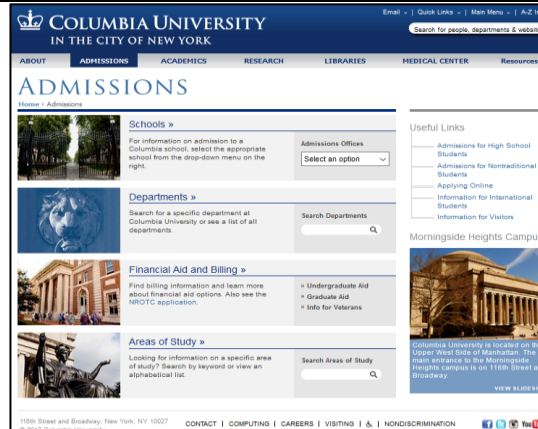 Email | Quick Links | Main Menu | A-Z
COLUMBIA UNIVERSITY
IN THE CITY OF NEW YORK
Search for people, departments & website
ABOUT ADMISSIONS ACADEMICS RESEARCH LIBRARIES MEDICAL CENTER Resources
ADMISSIONS
Home › Admissions
Schools »
For information on admission to a
Columbia school, select the appropriate
school from the drop-down menu on the
right.
Admissions Offices
Select an option
Departments »
Search for a specific department at
Columbia University or see a list of all
departments.
Search Departments
Financial Aid and Billing »
Find billing information and learn more
about financial aid options. Also see the
NROTC application.
» Undergraduate Aid
» Graduate Aid
» Info for Veterans
Areas of Study »
Looking for information on a specific area
of study? Search by keyword or view an
alphabetical list.
Search Areas of Study
Useful Links
Admissions for High School
Students
Admissions for Nontraditional
Students
Applying Online
Information for International
Students
Information for Visitors
Morningside Heights Campu
Columbia University is located on th
Upper West Side of Manhattan. The
main entrance to the Morningside
Heights campus is on 116th Street a
Broadway.
VIEW SLIDES
116th Street and Broadway, New York, NY 10027
CONTACT | COMPUTING | CAREERS | VISITING | NONDISCRIMINATION
You